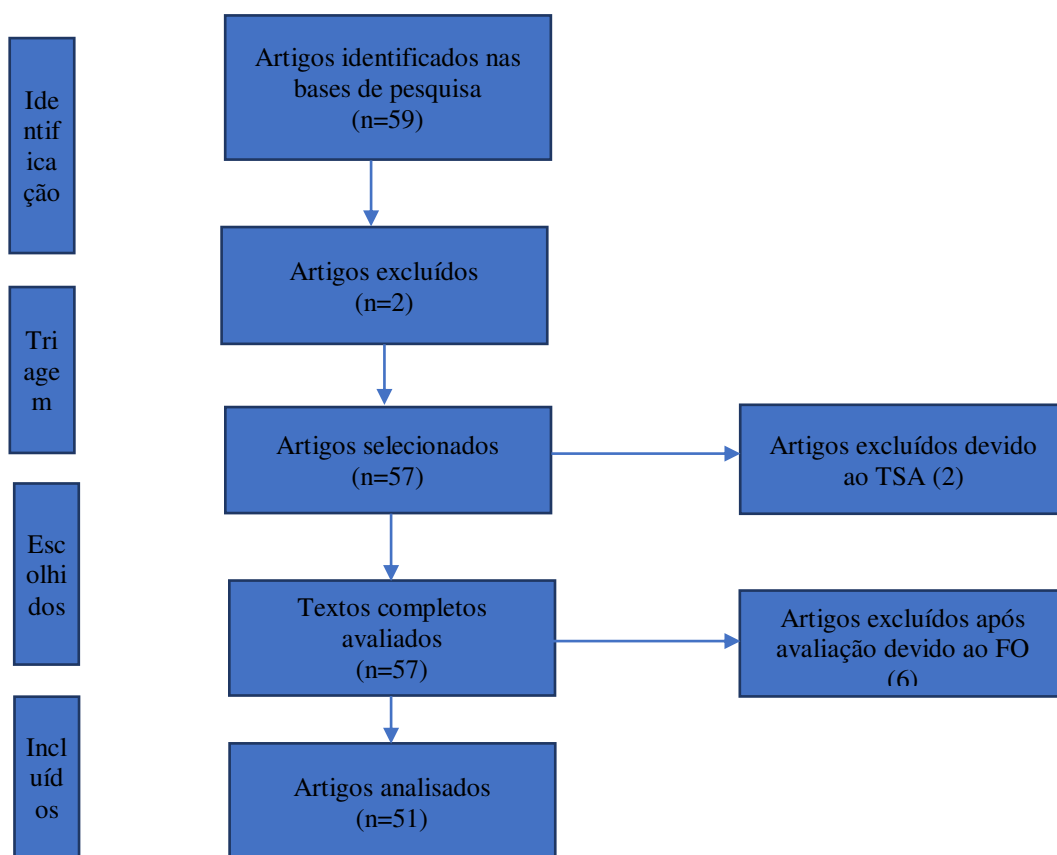 Ide
ntif
ica
ção
Artigos identificados nas
bases de pesquisa
(n=59)
Artigos excluídos
(n=2)
Tri
age
m
Artigos selecionados
(n=57)
Artigos excluídos devido
ao TSA (2)
Esc
olhi
dos
Textos completos
avaliados
(n=57)
Artigos excluídos após
avaliação devido ao FO
(6)
Incl
uíd
os
Artigos analisados
(n=51)